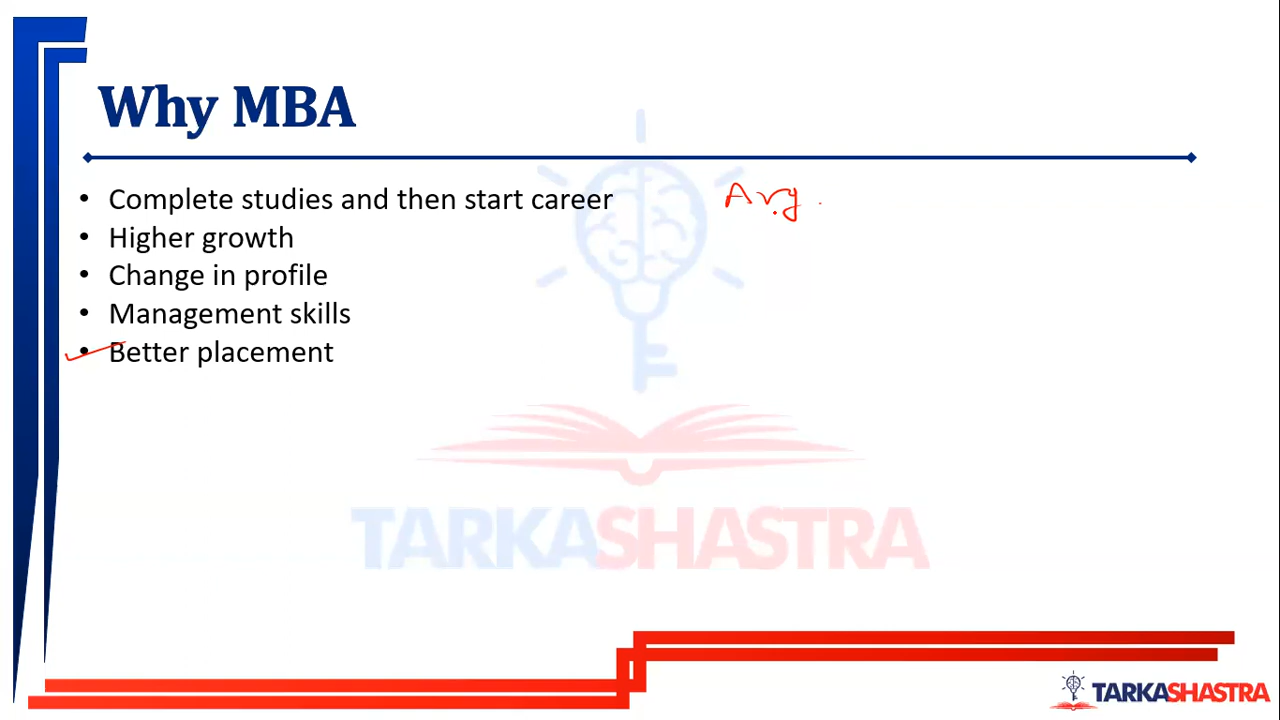 Why MBA
• Complete studies and then start career
Avg.
• Higher growth
• Change in profile
• Management skills
• Better placement
TARKASHASTRA
TARKASHASTRA